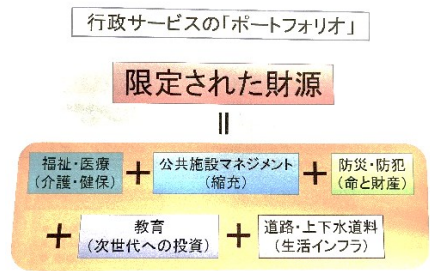 行政サービスの「ポートフォリオ」
限定された財源
=
福祉・医療
(介護・健保)
+
公共施設マネジメント
(縮充)
+
防災・防犯
(命と財産)
+
教育
(次世代への投資)
+
道路・上下水道料
(生活インフラ)